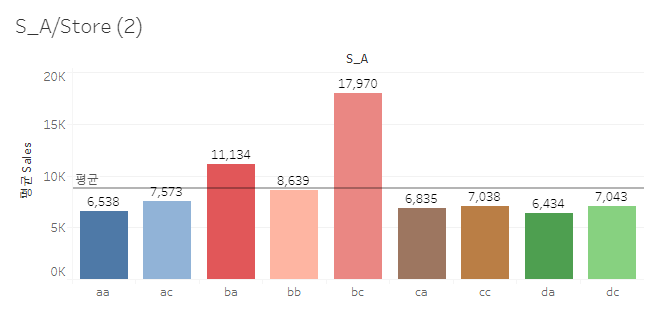 S_A/Store (2)
S_A
20K
15K
10K
5K
0K
평균 Sales
평균
6,538
7,573
11,134
8,639
17,970
6,835
7,038
6,434
7,043
aa
ac
ba
bb
bc
ca
cc
da
dc